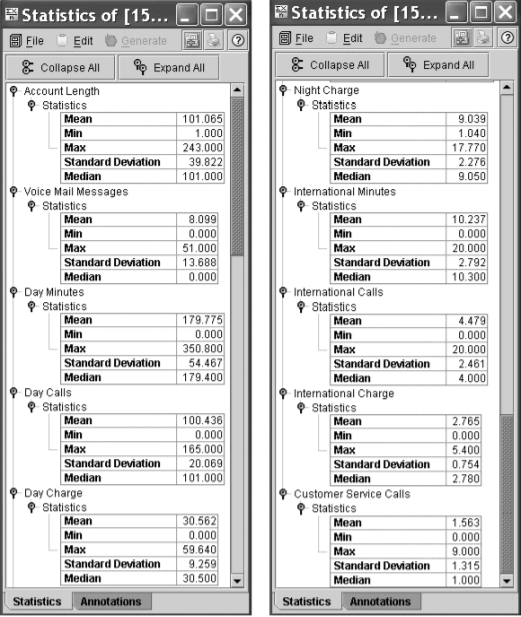 Statistics of [15...
File Edit Generate
Collapse All Expand All
Account Length
Statistics
Mean 101.065
Min 1.000
Max 243.000
Standard Deviation 39.822
Median 101.000
Voice Mail Messages
Statistics
Mean 8.099
Min 0.000
Max 51.000
Standard Deviation 13.688
Median 0.000
Day Minutes
Statistics
Mean 179.775
Min 0.000
Max 350.800
Standard Deviation 54.467
Median 179.400
Day Calls
Statistics
Mean 100.436
Min 0.000
Max 165.000
Standard Deviation 20.069
Median 101.000
Day Charge
Statistics
Mean 30.562
Min 0.000
Max 59.640
Standard Deviation 9.259
Median 30.500
Statistics Annotations
Statistics of [15...
File Edit Generate
Collapse All Expand All
Night Charge
Statistics
Mean 9.039
Min 1.040
Max 17.770
Standard Deviation 2.276
Median 9.050
International Minutes
Statistics
Mean 10.237
Min 0.000
Max 20.000
Standard Deviation 2.792
Median 10.300
International Calls
Statistics
Mean 4.479
Min 0.000
Max 20.000
Standard Deviation 2.461
Median 4.000
International Charge
Statistics
Mean 2.765
Min 0.000
Max 5.400
Standard Deviation 0.754
Median 2.780
Customer Service Calls
Statistics
Mean 1.563
Min 0.000
Max 9.000
Standard Deviation 1.315
Median 1.000
Statistics Annotations